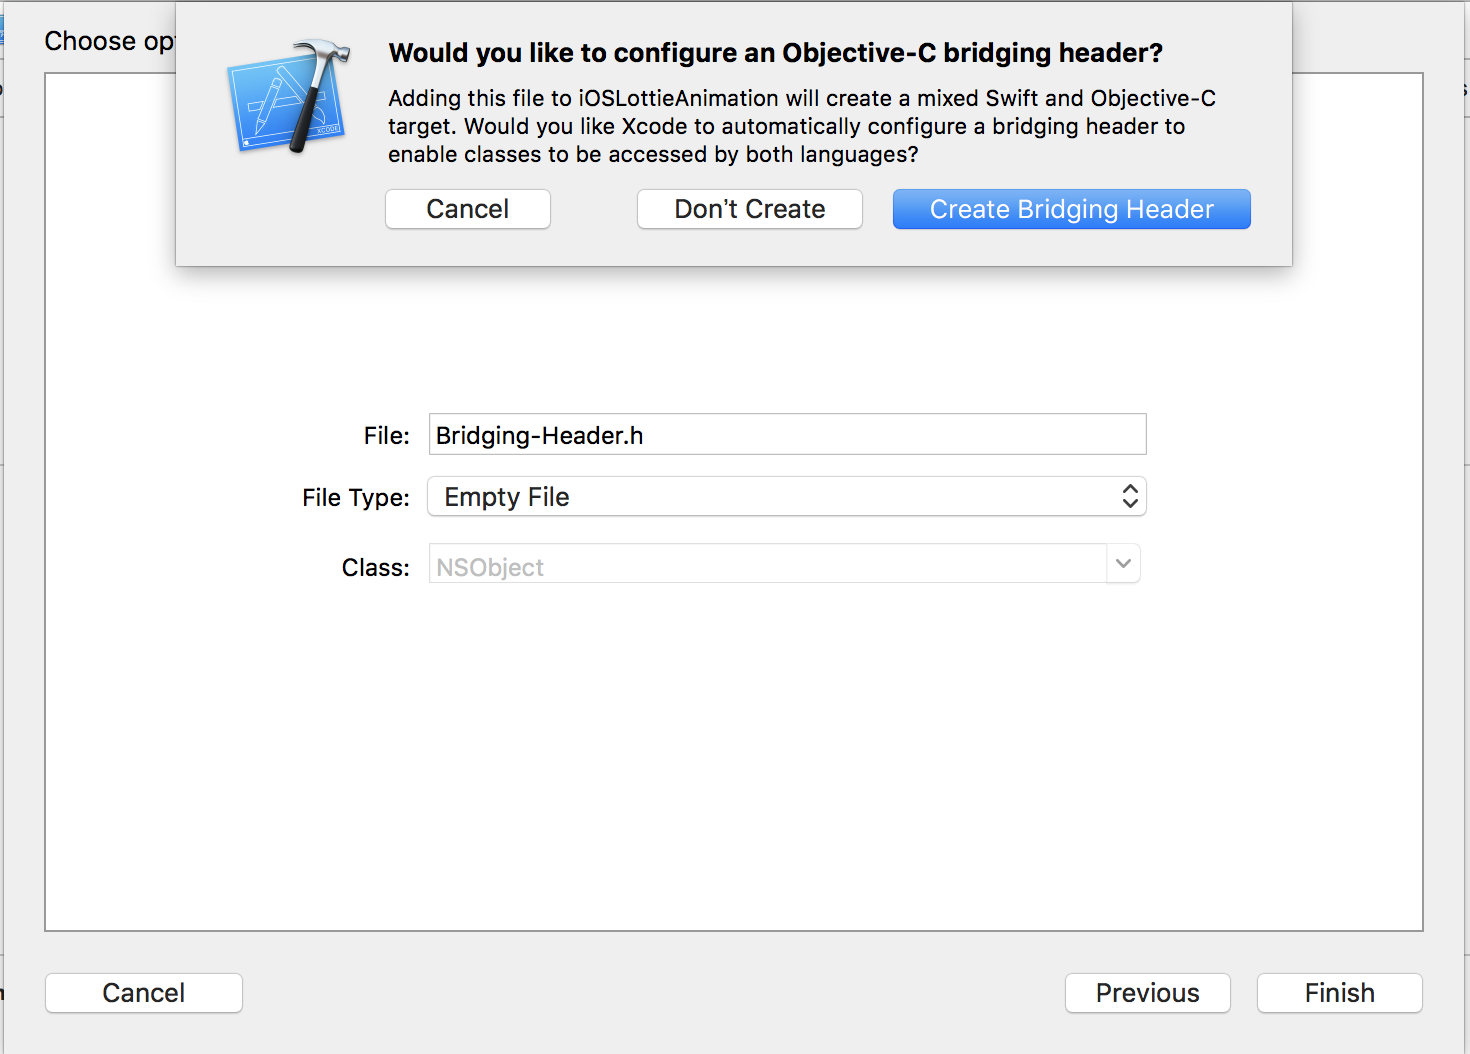 Choose op
Would you like to configure an Objective-C bridging header?
Adding this file to iOSLottieAnimation will create a mixed Swift and Objective-C
target. Would you like Xcode to automatically configure a bridging header to
enable classes to be accessed by both languages?
Cancel
Don’t Create
Create Bridging Header
XCODE
File:
Bridging-Header.h
File Type:
Empty File
Class:
NSObject
Cancel
Previous
Finish